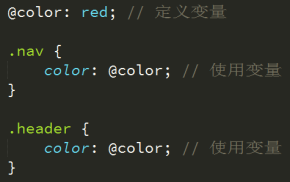 @color: red; // 定义变量
.nav {
    color: @color; // 使用变量
}
.header {
    color: @color; // 使用变量
}